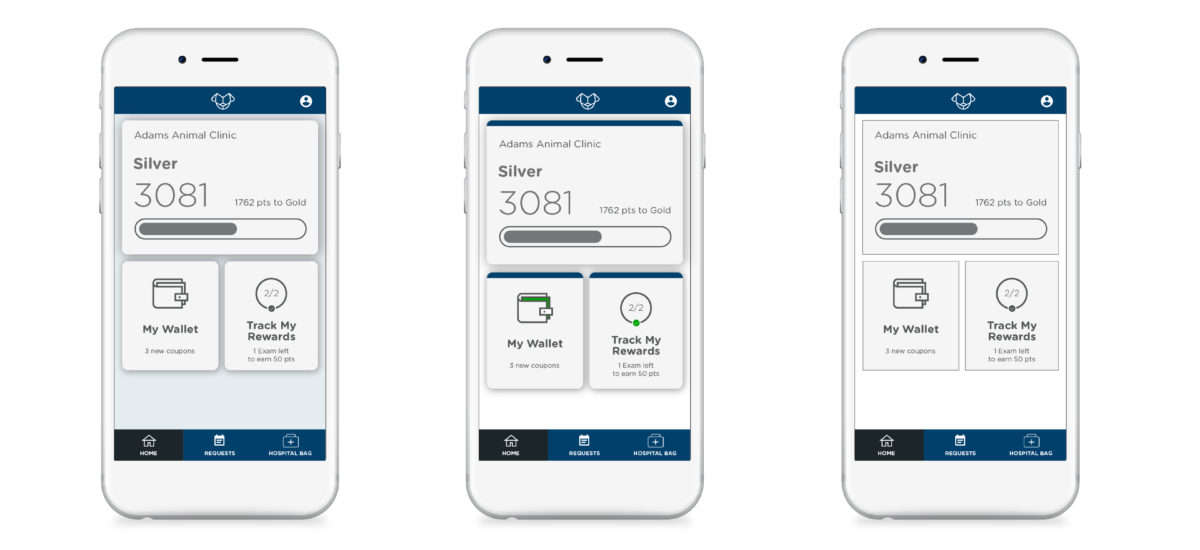 Adams Animal Clinic
Silver
3081
1762 pts to Gold
My Wallet
3 new coupons
2/2
Track My
Rewards
1 Exam left
to earn 50 pts
HOME
REQUESTS
HOSPITAL BAG
Adams Animal Clinic
Silver
3081
1762 pts to Gold
My Wallet
3 new coupons
2/2
Track My
Rewards
1 Exam left
to earn 50 pts
HOME
REQUESTS
HOSPITAL BAG
Adams Animal Clinic
Silver
3081
1762 pts to Gold
My Wallet
3 new coupons
2/2
Track My
Rewards
1 Exam left
to earn 50 pts
HOME
REQUESTS
HOSPITAL BAG